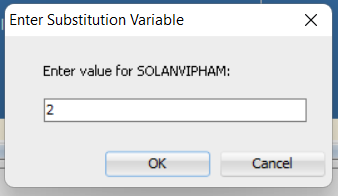 Enter Substitution Variable
Enter value for SOLANVIPHAM:
2
OK
Cancel